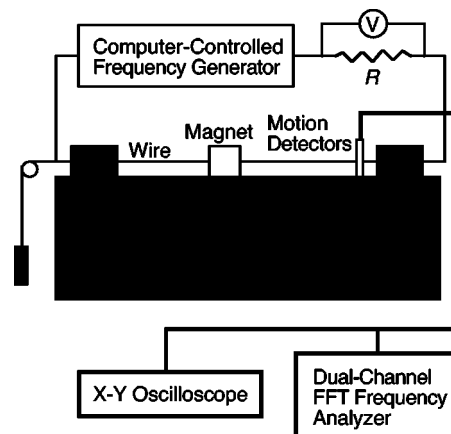 Computer-Controlled
Frequency Generator
V
R
Wire
Magnet
Motion
Detectors
X-Y Oscilloscope
Dual-Channel
FFT Frequency
Analyzer